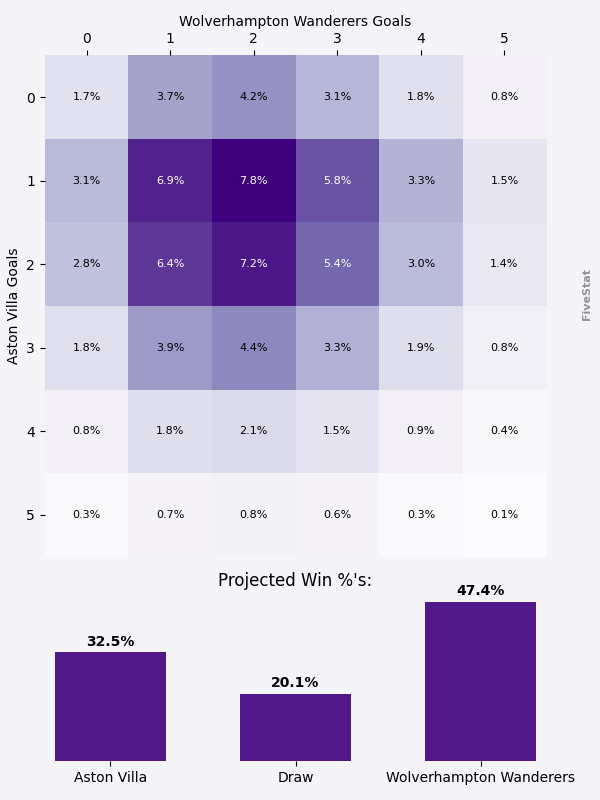 Wolverhampton Wanderers Goals
0 1 2 3 4 5
0 1.7% 3.7% 4.2% 3.1% 1.8% 0.8%
1 3.1% 6.9% 7.8% 5.8% 3.3% 1.5%
2 2.8% 6.4% 7.2% 5.4% 3.0% 1.4%
3 1.8% 3.9% 4.4% 3.3% 1.9% 0.8%
4 0.8% 1.8% 2.1% 1.5% 0.9% 0.4%
5 0.3% 0.7% 0.8% 0.6% 0.3% 0.1%
Aston Villa Goals
FiveStat
Projected Win %'s:
32.5% 20.1% 47.4%
Aston Villa Draw Wolverhampton Wanderers